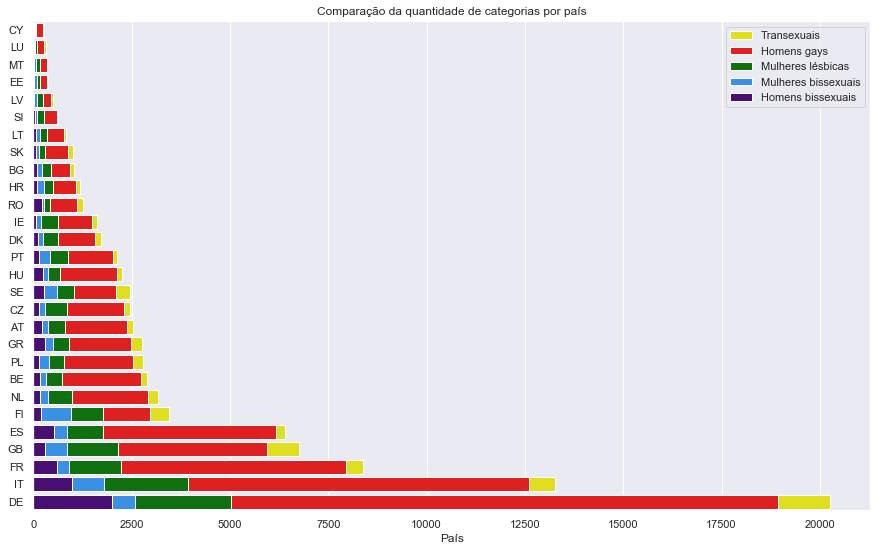 Comparação da quantidade de categorias por país
Transexuais
Homens gays
Mulheres lésbicas
Mulheres bissexuais
Homens bissexuais
CY
LU
MT
EE
LV
SI
LT
SK
BG
HR
RO
IE
DK
PT
HU
SE
CZ
AT
GR
PL
BE
NL
FI
ES
GB
FR
IT
DE
0 2500 5000 7500 10000 12500 15000 17500 20000
País